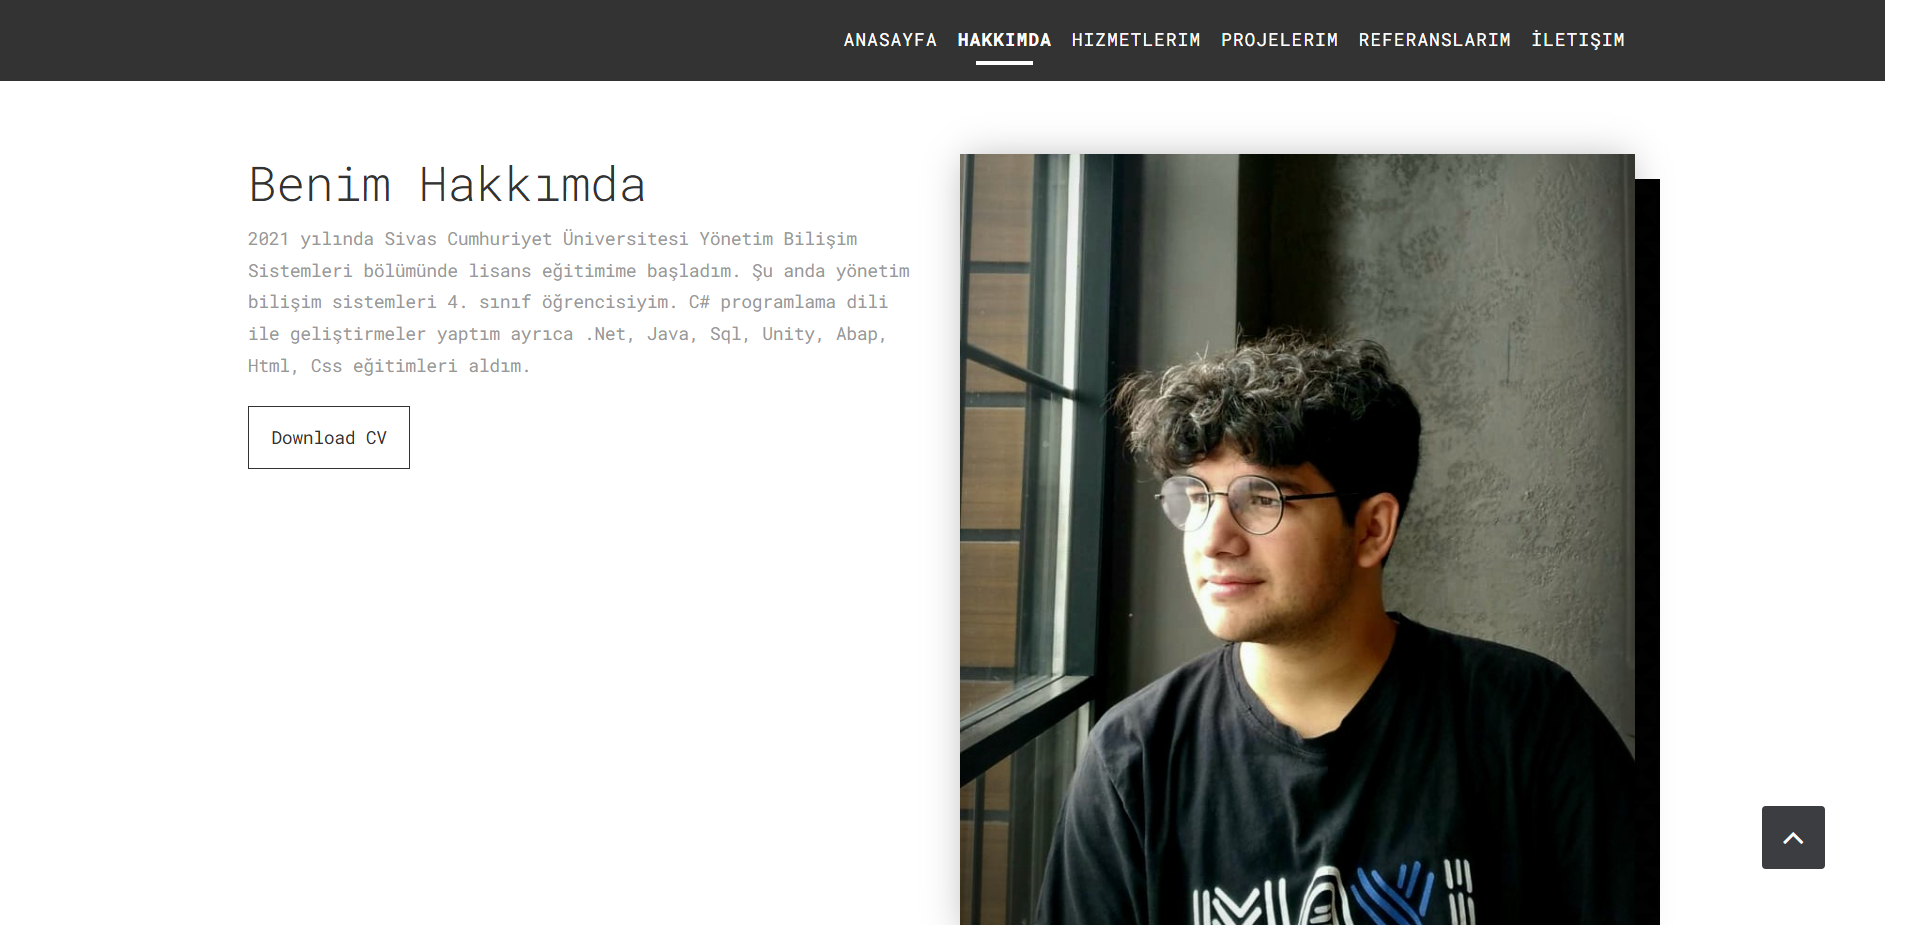 ANASAYFA HAKKIMDA HIZMETLERIM PROJELERIM REFERANSLARIM İLETIŞIM
Benim Hakkımda
2021 yılında Sivas Cumhuriyet Üniversitesi Yönetim Bilişim
Sistemleri bölümünde lisans eğitimime başladım. Şu anda yönetim
bilişim sistemleri 4. sınıf öğrencisiyim. C# programlama dili
ile geliştirmeler yaptım ayrıca .Net, Java, Sql, Unity, Abap,
Html, Css eğitimleri aldım.
Download CV
MAVI